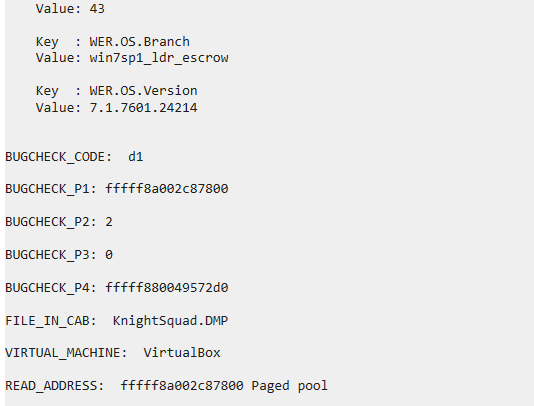 Value: 43
Key : WER.OS.Branch
Value: win7sp1_ldr_escrow
Key : WER.OS.Version
Value: 7.1.7601.24214
BUGCHECK_CODE: d1
BUGCHECK_P1: fffff8a002c87800
BUGCHECK_P2: 2
BUGCHECK_P3: 0
BUGCHECK_P4: fffff880049572d0
FILE_IN_CAB: KnightSquad.DMP
VIRTUAL_MACHINE: VirtualBox
READ_ADDRESS: fffff8a002c87800 Paged pool